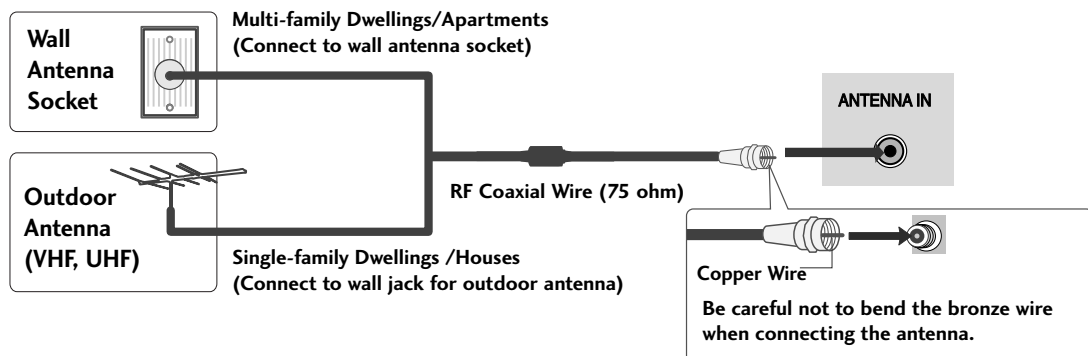 Wall
Antenna
Socket
Multi-family Dwellings/Apartments
(Connect to wall antenna socket)
ANTENNA IN
RF Coaxial Wire (75 ohm)
Outdoor
Antenna
(VHF, UHF)
Single-family Dwellings /Houses
(Connect to wall jack for outdoor antenna)
Copper Wire
Be careful not to bend the bronze wire
when connecting the antenna.